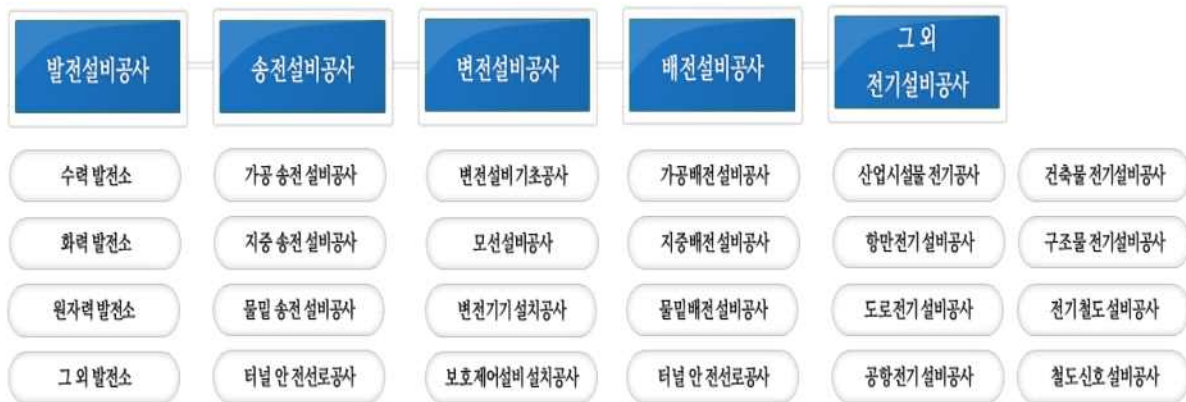 발전설비공사
송전설비공사
변전설비공사
배전설비공사
그 외
전기설비공사
수력 발전소
가공 송전 설비공사
변전설비 기초공사
가공배전 설비공사
산업시설물 전기공사
건축물 전기설비공사
화력 발전소
지중 송전 설비공사
모선설비공사
지중배전 설비공사
항만전기 설비공사
구조물 전기설비공사
원자력 발전소
물밑 송전 설비공사
변전기기 설치공사
물밑배전 설비공사
도로전기 설비공사
전기철도 설비공사
그 외 발전소
터널 안 전선로공사
보호제어설비 설치공사
터널 안 전선로공사
공항전기 설비공사
철도신호 설비공사